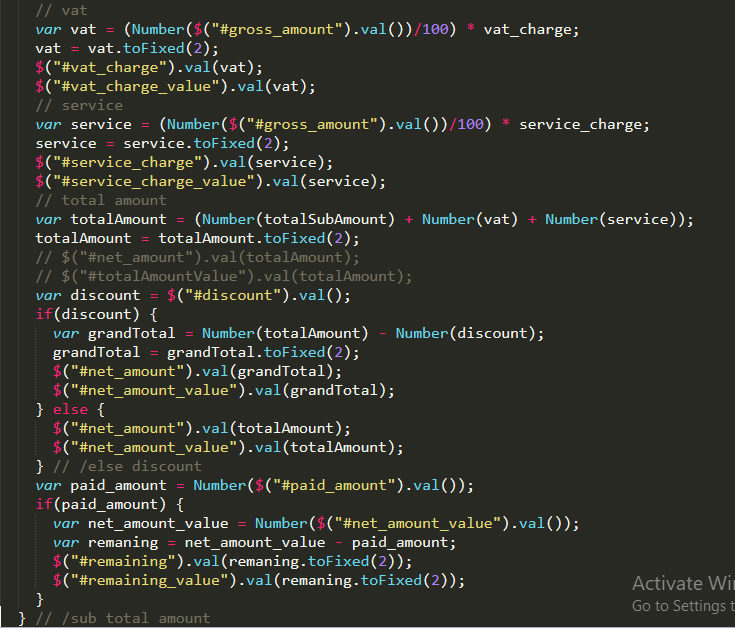 // vat
var vat = (Number($("#gross_amount").val())/100) * vat_charge;
vat = vat.toFixed(2);
$("#vat_charge").val(vat);
$("#vat_charge_value").val(vat);
// service
var service = (Number($("#gross_amount").val())/100) * service_charge;
service = service.toFixed(2);
$("#service_charge").val(service);
$("#service_charge_value").val(service);
// total amount
var totalAmount = (Number(totalSubAmount) + Number(vat) + Number(service));
totalAmount = totalAmount.toFixed(2);
// $("#net_amount").val(totalAmount);
// $("#totalAmountValue").val(totalAmount);
var discount = $("#discount").val();
if(discount) {
var grandTotal = Number(totalAmount) - Number(discount);
grandTotal = grandTotal.toFixed(2);
$("#net_amount").val(grandTotal);
$("#net_amount_value").val(grandTotal);
} else {
$("#net_amount").val(totalAmount);
$("#net_amount_value").val(totalAmount);
} // /else discount
var paid_amount = Number($("#paid_amount").val());
if(paid_amount) {
var net_amount_value = Number($("#net_amount_value").val());
var remaning = net_amount_value - paid_amount;
$("#remaining").val(remaning.toFixed(2));
$("#remaining_value").val(remaning.toFixed(2));
}
Activate Wi
Go to Settings t
} // /sub total amount